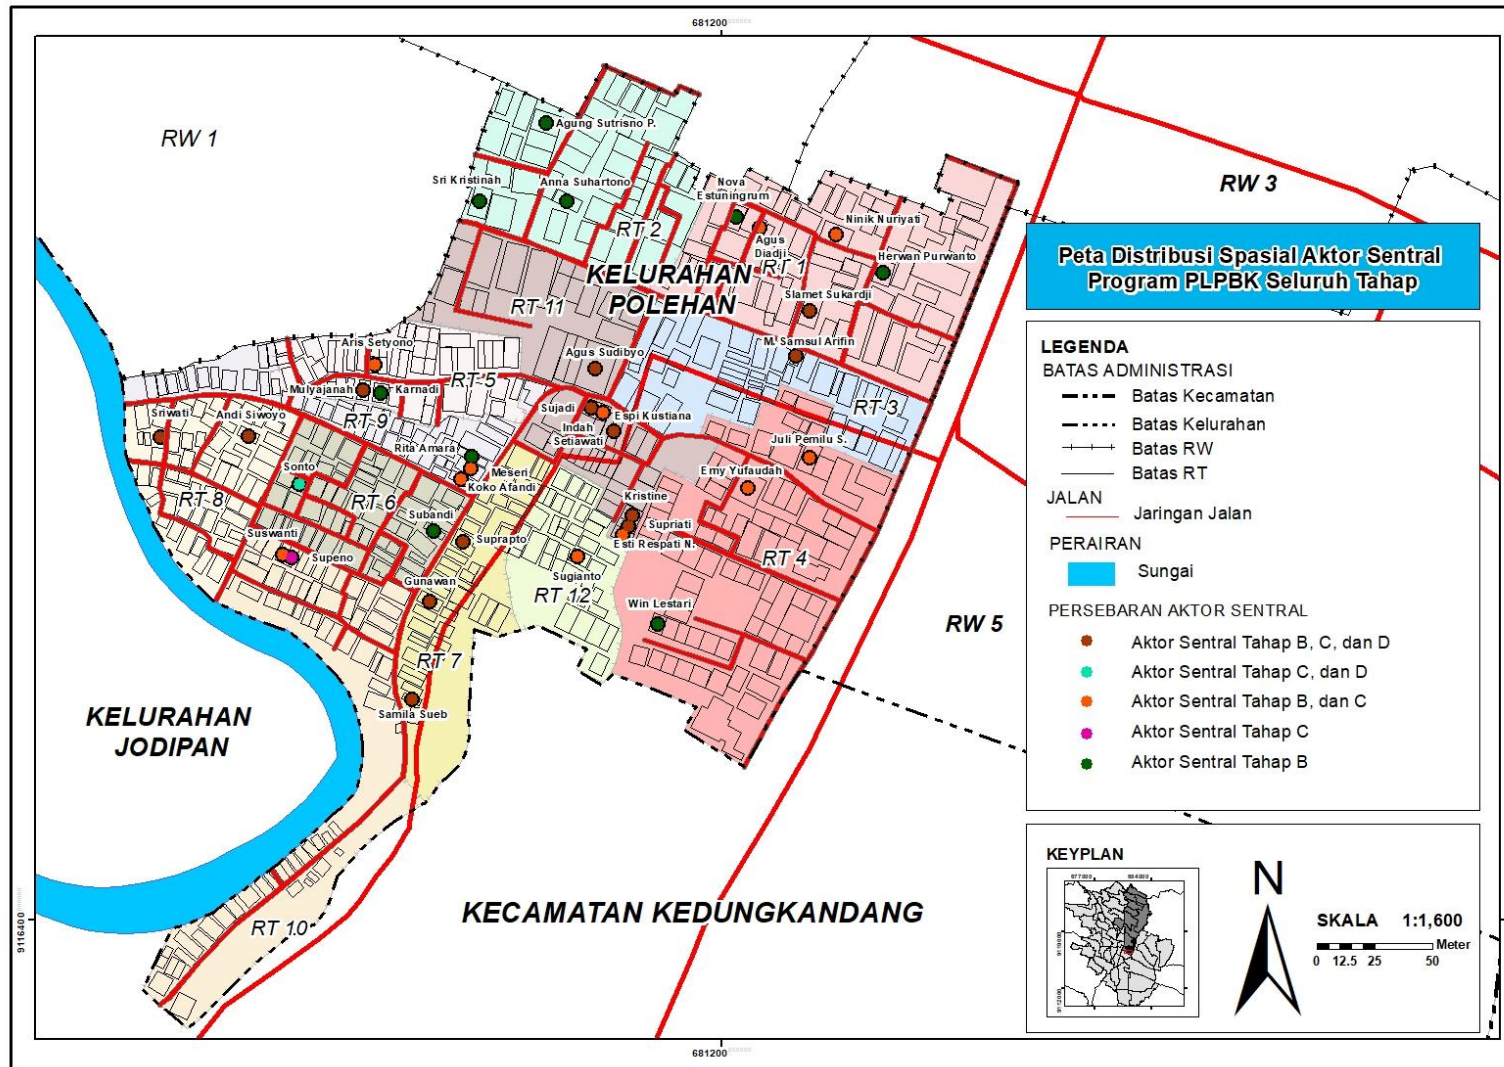 681200
RW 1
Agung Sutrisno P.
Sri Kristinah
Anna Suhartono
RT 2
Nova
Estuningrum
Agus
Diadji
Ninik Nuriyati
RT 1
Herwan Purwanto
Slamet Sukardji
RW 3
KELURAHAN
POLEHAN
RT 11
M. Samsul Arifin
Aris Setyono
Agus Sudibyo
RT 5
Mulyajanah
Karnadi
RT 3
Sriwati
Andi Siwoyo
RT 9
Sujadi
Espi Kustiana
Indah
Setiawati
Juli Pemilu S.
Rita Amara
Sonto
Meseri
Koko Afandi
Emy Yufaudah
RT 8
RT 6
Kristine
Subandi
Supriati
Suswanti
Supeno
Suprapto
Esti Respati N.
RT 4
Gunawan
Sugianto
RT 12
Win Lestari
RW 5
RT 7
Samila Sueb
KELURAHAN
JODIPAN
KECAMATAN KEDUNGKANDANG
RT 10
9116400
681200
Peta Distribusi Spasial Aktor Sentral
Program PLPBK Seluruh Tahap
LEGENDA
BATAS ADMINISTRASI
Batas Kecamatan
Batas Kelurahan
Batas RW
Batas RT
JALAN
Jaringan Jalan
PERAIRAN
Sungai
PERSEBARAN AKTOR SENTRAL
Aktor Sentral Tahap B, C, dan D
Aktor Sentral Tahap C, dan D
Aktor Sentral Tahap B, dan C
Aktor Sentral Tahap C
Aktor Sentral Tahap B
KEYPLAN
677000
684000
9119000
9112000
N
SKALA 1:1,600
Meter
0 12.5 25 50